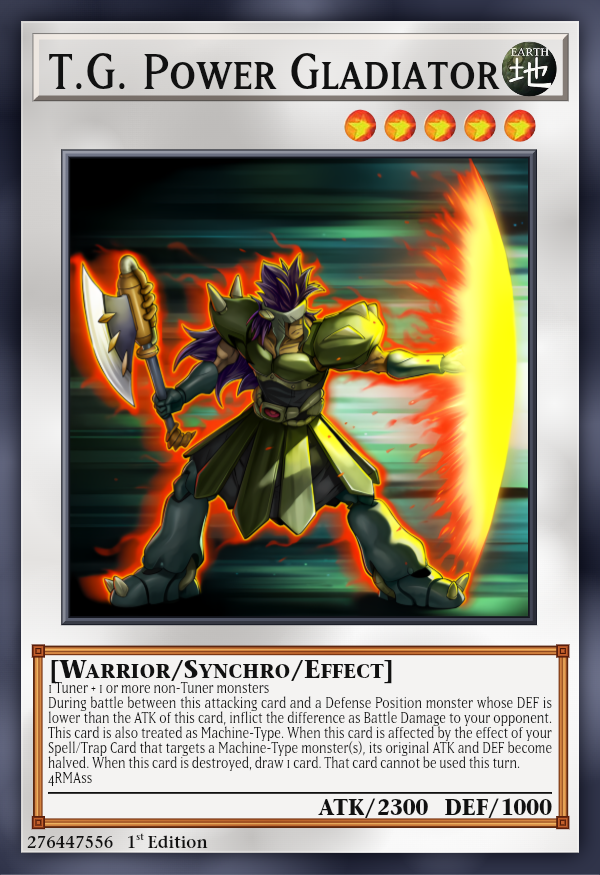 T.G. Power Gladiator
EARTH
地
[Warrior/Synchro/Effect]
1 Tuner + 1 or more non-Tuner monsters
During battle between this attacking card and a Defense Position monster whose DEF is
lower than the ATK of this card, inflict the difference as Battle Damage to your opponent.
This card is also treated as Machine-Type. When this card is affected by the effect of your
Spell/Trap Card that targets a Machine-Type monster(s), its original ATK and DEF become
halved. When this card is destroyed, draw 1 card. That card cannot be used this turn.
4RMAss
ATK/2300 DEF/1000
276447556 1st Edition